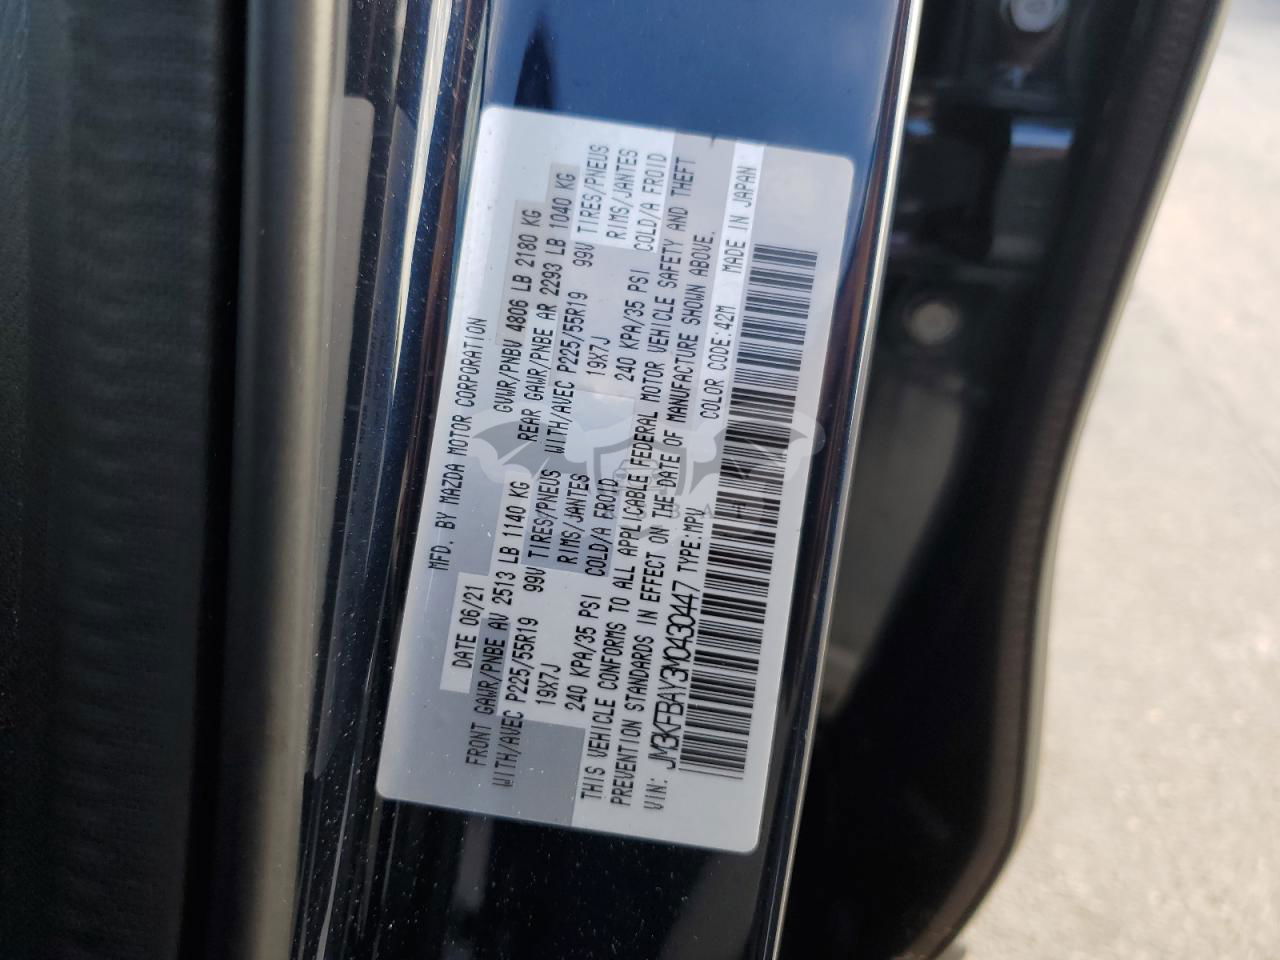 MFD. BY MAZDA MOTOR CORPORATION
DATE 06/21 GVWR/PNBV 4806 LB 2180 KG
FRONT GAWR/PNBE AV 2513 LB 1140 KG REAR GAWR/PNBE AR 2293 LB 1040 KG
WITH/AVEC P225/55R19 99V TIRES/PNEUS WITH/AVEC P225/55R19 99V TIRES/PNEUS
19X7J RIMS/JANTES 19X7J RIMS/JANTES
240 KPA/35 PSI COLD/A FROID 240 KPA/35 PSI COLD/A FROID
THIS VEHICLE CONFORMS TO ALL APPLICABLE FEDERAL MOTOR VEHICLE SAFETY AND THEFT
PREVENTION STANDARDS IN EFFECT ON THE DATE OF MANUFACTURE SHOWN ABOVE.
VIN: JM3KFBAY3M0430447 TYPE:MPV COLOR CODE:42M MADE IN JAPAN